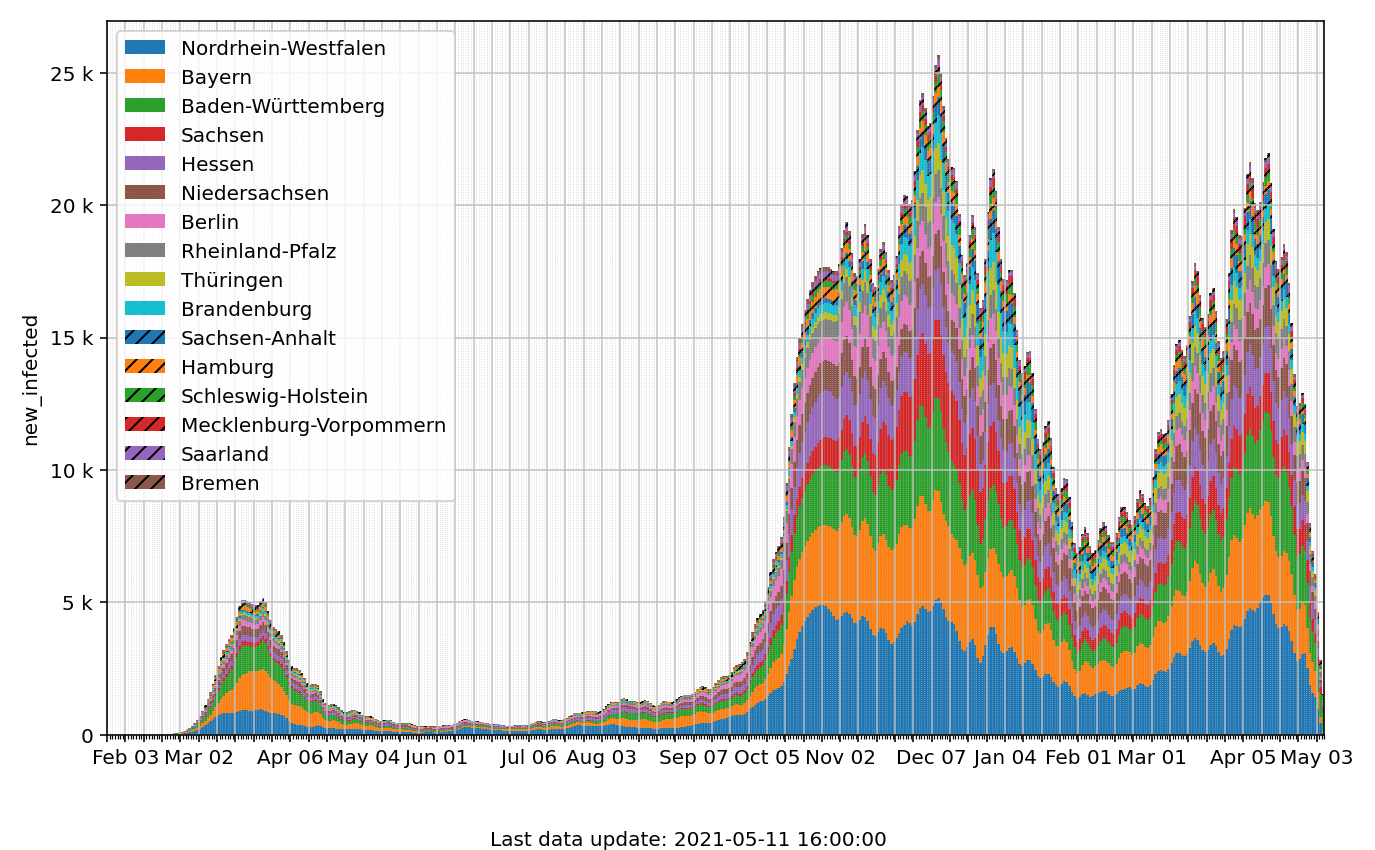 25 k
20 k
15 k
10 k
5 k
0
new_infected
Nordrhein-Westfalen
Bayern
Baden-Württemberg
Sachsen
Hessen
Niedersachsen
Berlin
Rheinland-Pfalz
Thüringen
Brandenburg
Sachsen-Anhalt
Hamburg
Schleswig-Holstein
Mecklenburg-Vorpommern
Saarland
Bremen
Feb 03 Mar 02 Apr 06 May 04 Jun 01 Jul 06 Aug 03 Sep 07 Oct 05 Nov 02 Dec 07 Jan 04 Feb 01 Mar 01 Apr 05 May 03
Last data update: 2021-05-11 16:00:00